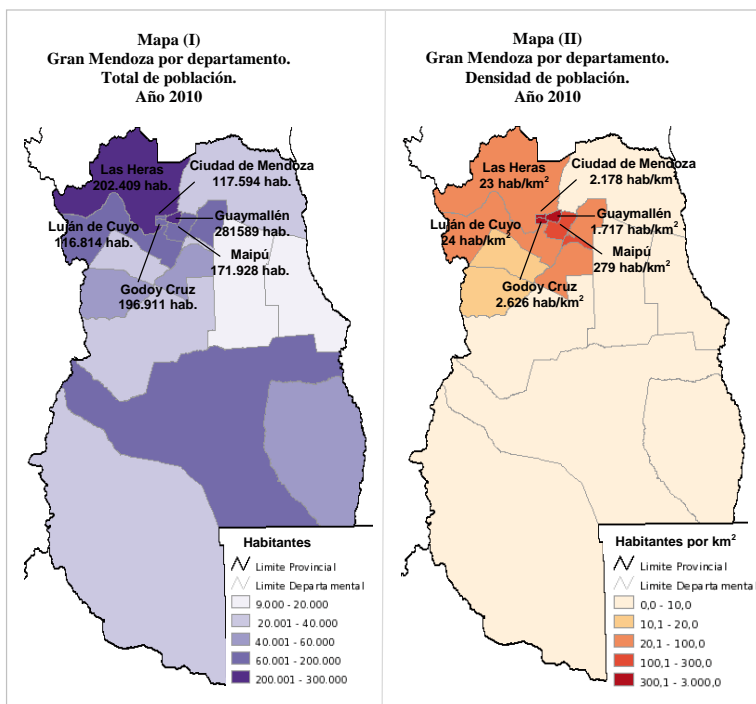 Mapa (I)
Gran Mendoza por departamento.
Total de población.
Año 2010
Las Heras
202.409 hab.
Ciudad de Mendoza
117.594 hab.
Luján de Cuyo
116.814 hab.
Guaymallén
281589 hab.
Maipú
171.928 hab.
Godoy Cruz
196.911 hab.
Habitantes
Limite Provincial
Limite Departamental
9.000 - 20.000
20.001 - 40.000
40.001 - 60.000
60.001 - 200.000
200.001 - 300.000
Mapa (II)
Gran Mendoza por departamento.
Densidad de población.
Año 2010
Las Heras
23 hab/km²
Ciudad de Mendoza
2.178 hab/km²
Luján de Cuyo
24 hab/km²
Guaymallén
1.717 hab/km²
Maipú
279 hab/km²
Godoy Cruz
2.626 hab/km²
Habitantes por km²
Limite Provincial
Limite Departamental
0,0 - 10,0
10,1 - 20,0
20,1 - 100,0
100,1 - 300,0
300,1 - 3.000,0